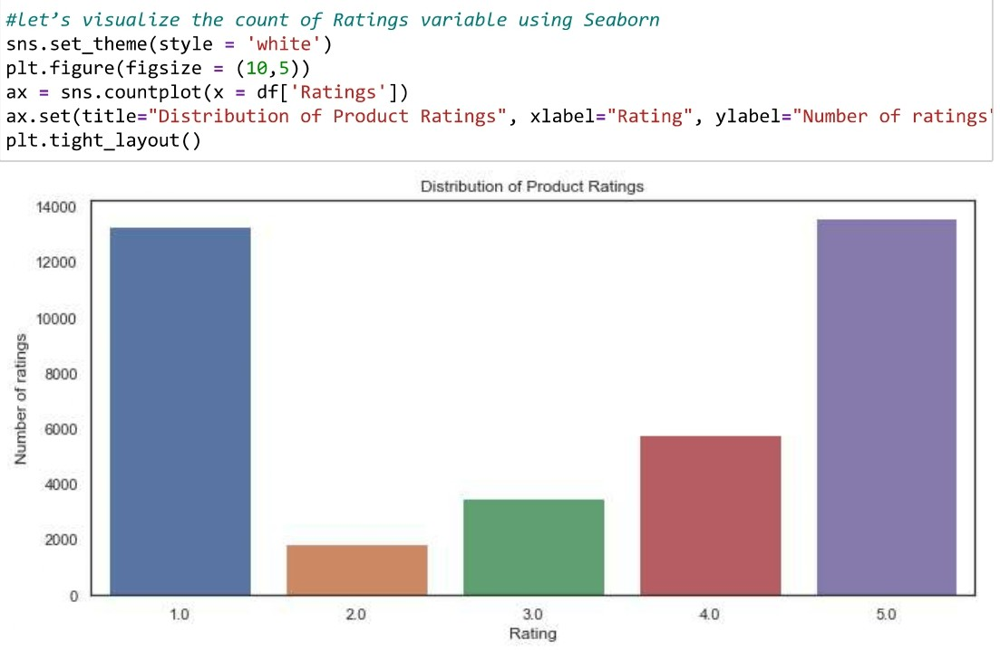 #let’s visualize the count of Ratings variable using Seaborn
sns.set_theme(style = 'white')
plt.figure(figsize = (10,5))
ax = sns.countplot(x = df['Ratings'])
ax.set(title="Distribution of Product Ratings", xlabel="Rating", ylabel="Number of ratings"
plt.tight_layout()
Distribution of Product Ratings
14000
12000
10000
8000
6000
4000
2000
0
Number of ratings
1.0 2.0 3.0 4.0 5.0
Rating